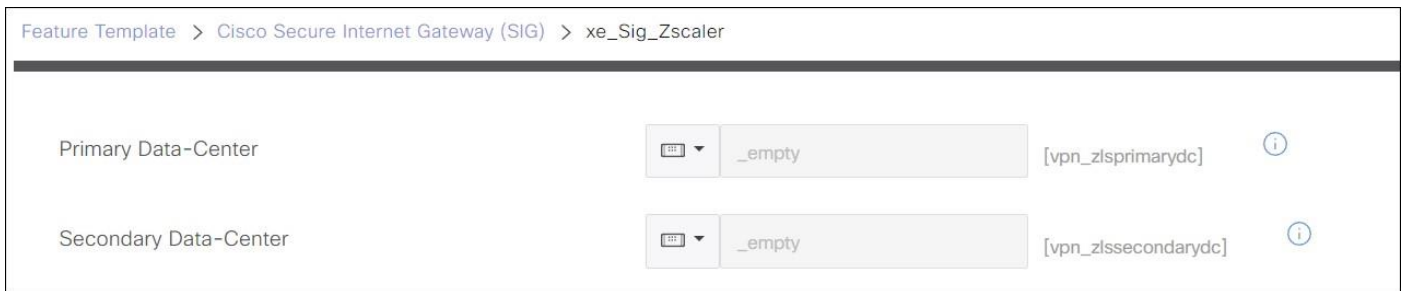 Feature Template > Cisco Secure Internet Gateway (SIG) > xe_Sig_Zscaler
Primary Data-Center _empty [vpn_zlsprimarydc]
Secondary Data-Center _empty [vpn_zlssecondarydc]